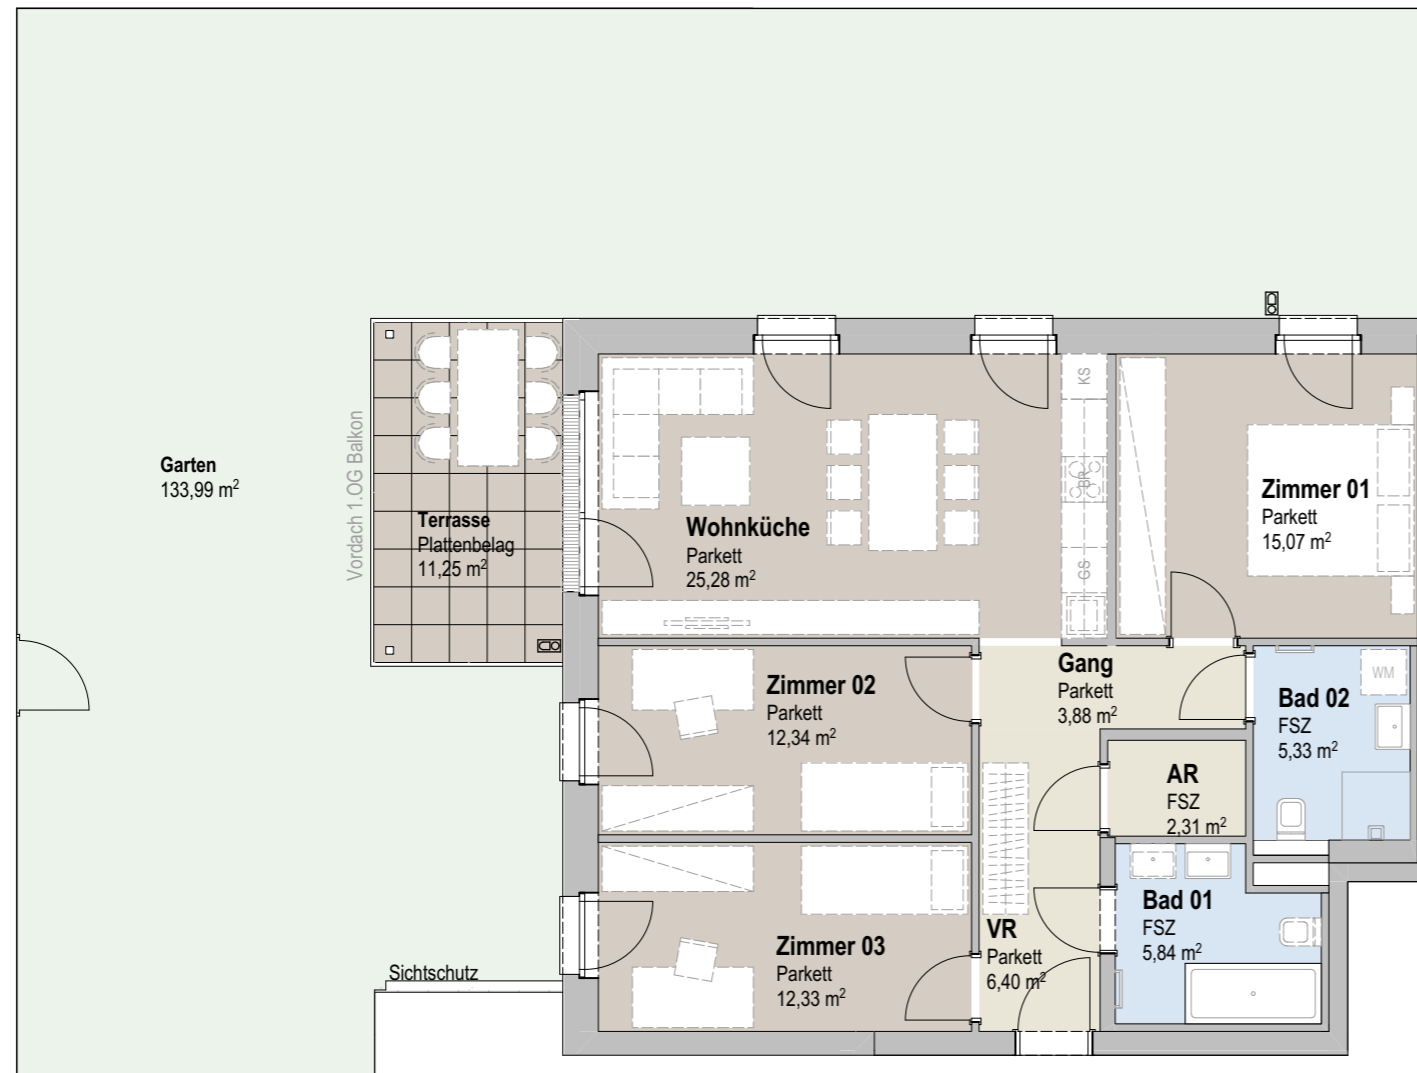 Garten
133,99 m²
Vordach 1.OG Balkon
Terrasse
Plattenbelag
11,25 m²
Wohnküche
Parkett
25,28 m²
KS
BR
GS
Zimmer 01
Parkett
15,07 m²
Zimmer 02
Parkett
12,34 m²
Gang
Parkett
3,88 m²
Bad 02
FSZ
5,33 m²
WM
AR
FSZ
2,31 m²
Zimmer 03
Parkett
12,33 m²
VR
Parkett
6,40 m²
Bad 01
FSZ
5,84 m²
Sichtschutz